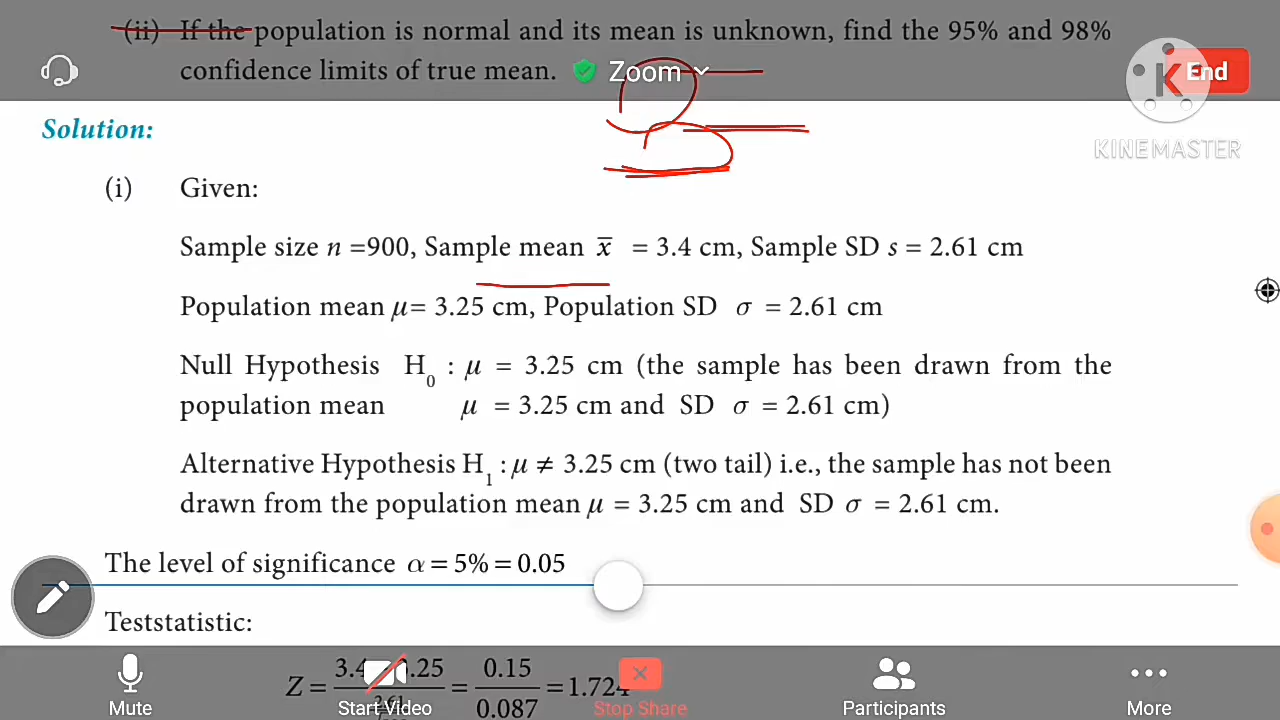 (ii) If the population is normal and its mean is unknown, find the 95% and 98%
confidence limits of true mean.
Zoom
End
K
KINEMASTER
Solution:
(i) Given:
Sample size n =900, Sample mean x̅ = 3.4 cm, Sample SD s = 2.61 cm
Population mean μ= 3.25 cm, Population SD σ = 2.61 cm
Null Hypothesis H₀ : μ = 3.25 cm (the sample has been drawn from the
population mean μ = 3.25 cm and SD σ = 2.61 cm)
Alternative Hypothesis H₁ : μ ≠ 3.25 cm (two tail) i.e., the sample has not been
drawn from the population mean μ = 3.25 cm and SD σ = 2.61 cm.
The level of significance α = 5% = 0.05
Teststatistic:
Z = 3.4 .25 = 0.15 = 1.724
0.087
Mute
Start Video
Stop Share
Participants
More